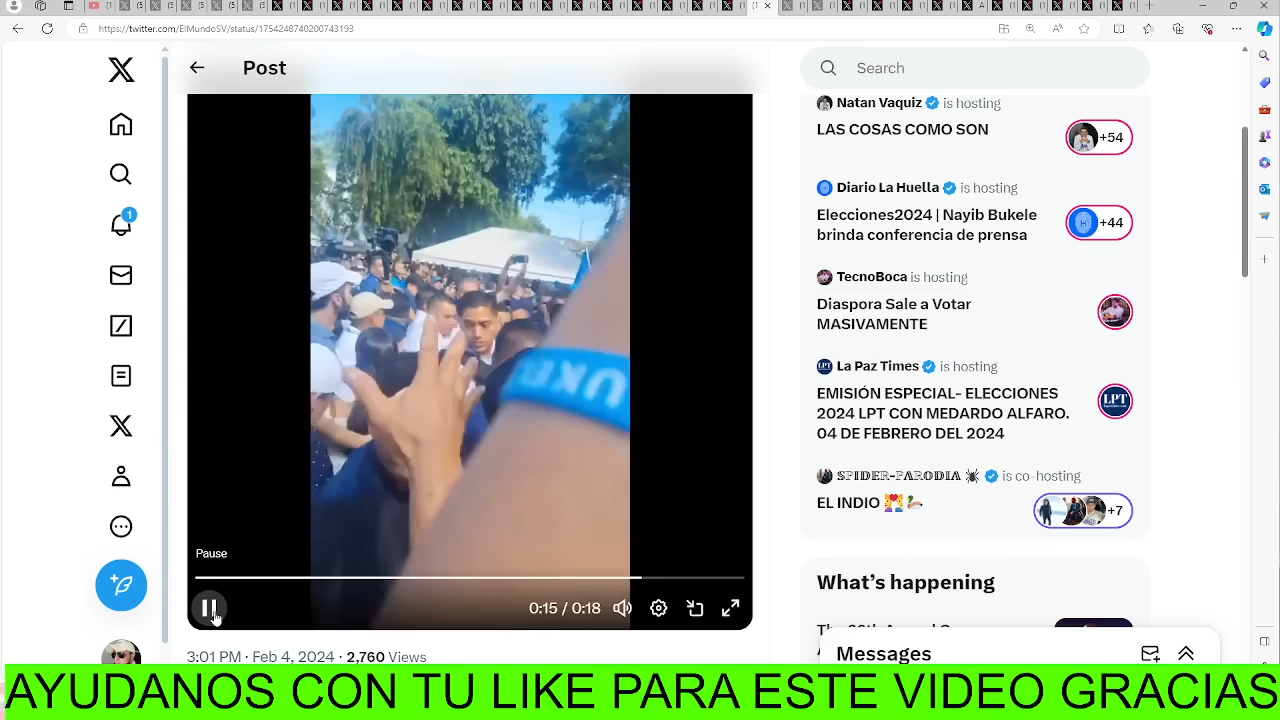 https://twitter.com/ElMundoSV/status/1754248740200743193
Post
Search
Natan Vaquiz is hosting
LAS COSAS COMO SON
+54
Diario La Huella is hosting
Elecciones2024 | Nayib Bukele
brinda conferencia de prensa
+44
TecnoBoca is hosting
Diaspora Sale a Votar
MASIVAMENTE
La Paz Times is hosting
EMISIÓN ESPECIAL- ELECCIONES
2024 LPT CON MEDARDO ALFARO.
04 DE FEBRERO DEL 2024
LPT
𝕊ℙ𝕀𝔻𝔼ℝ-ℙ𝔸ℝ𝕆𝔻𝕀𝔸 🕷 is co-hosting
EL INDIO
+7
1
UKE
Pause
0:15 / 0:18
What's happening
Messages
3:01 PM · Feb 4, 2024 · 2,760 Views
AYUDANOS CON TU LIKE PARA ESTE VIDEO GRACIAS